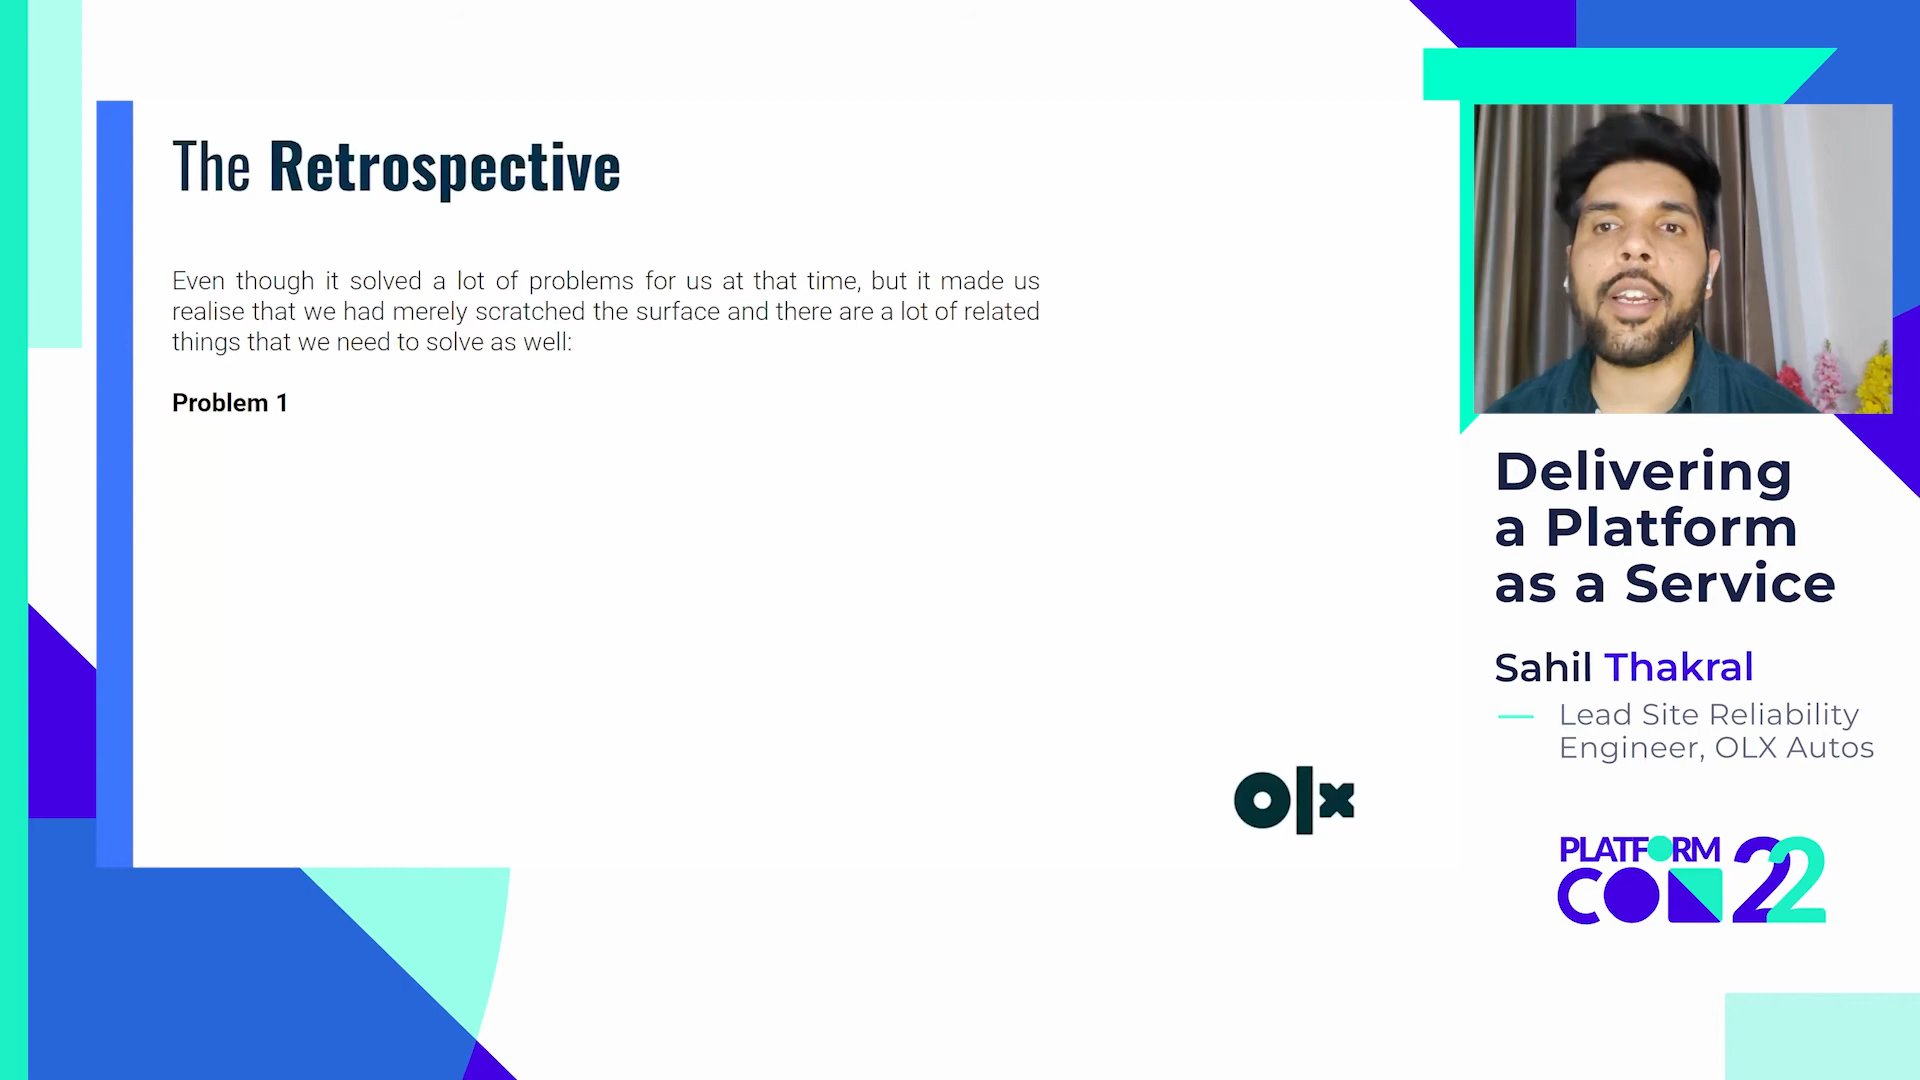 The Retrospective
Even though it solved a lot of problems for us at that time, but it made us
realise that we had merely scratched the surface and there are a lot of related
things that we need to solve as well:
Problem 1
olx
Delivering
a Platform
as a Service
Sahil Thakral
Lead Site Reliability
Engineer, OLX Autos
PLATFORM
CON 22